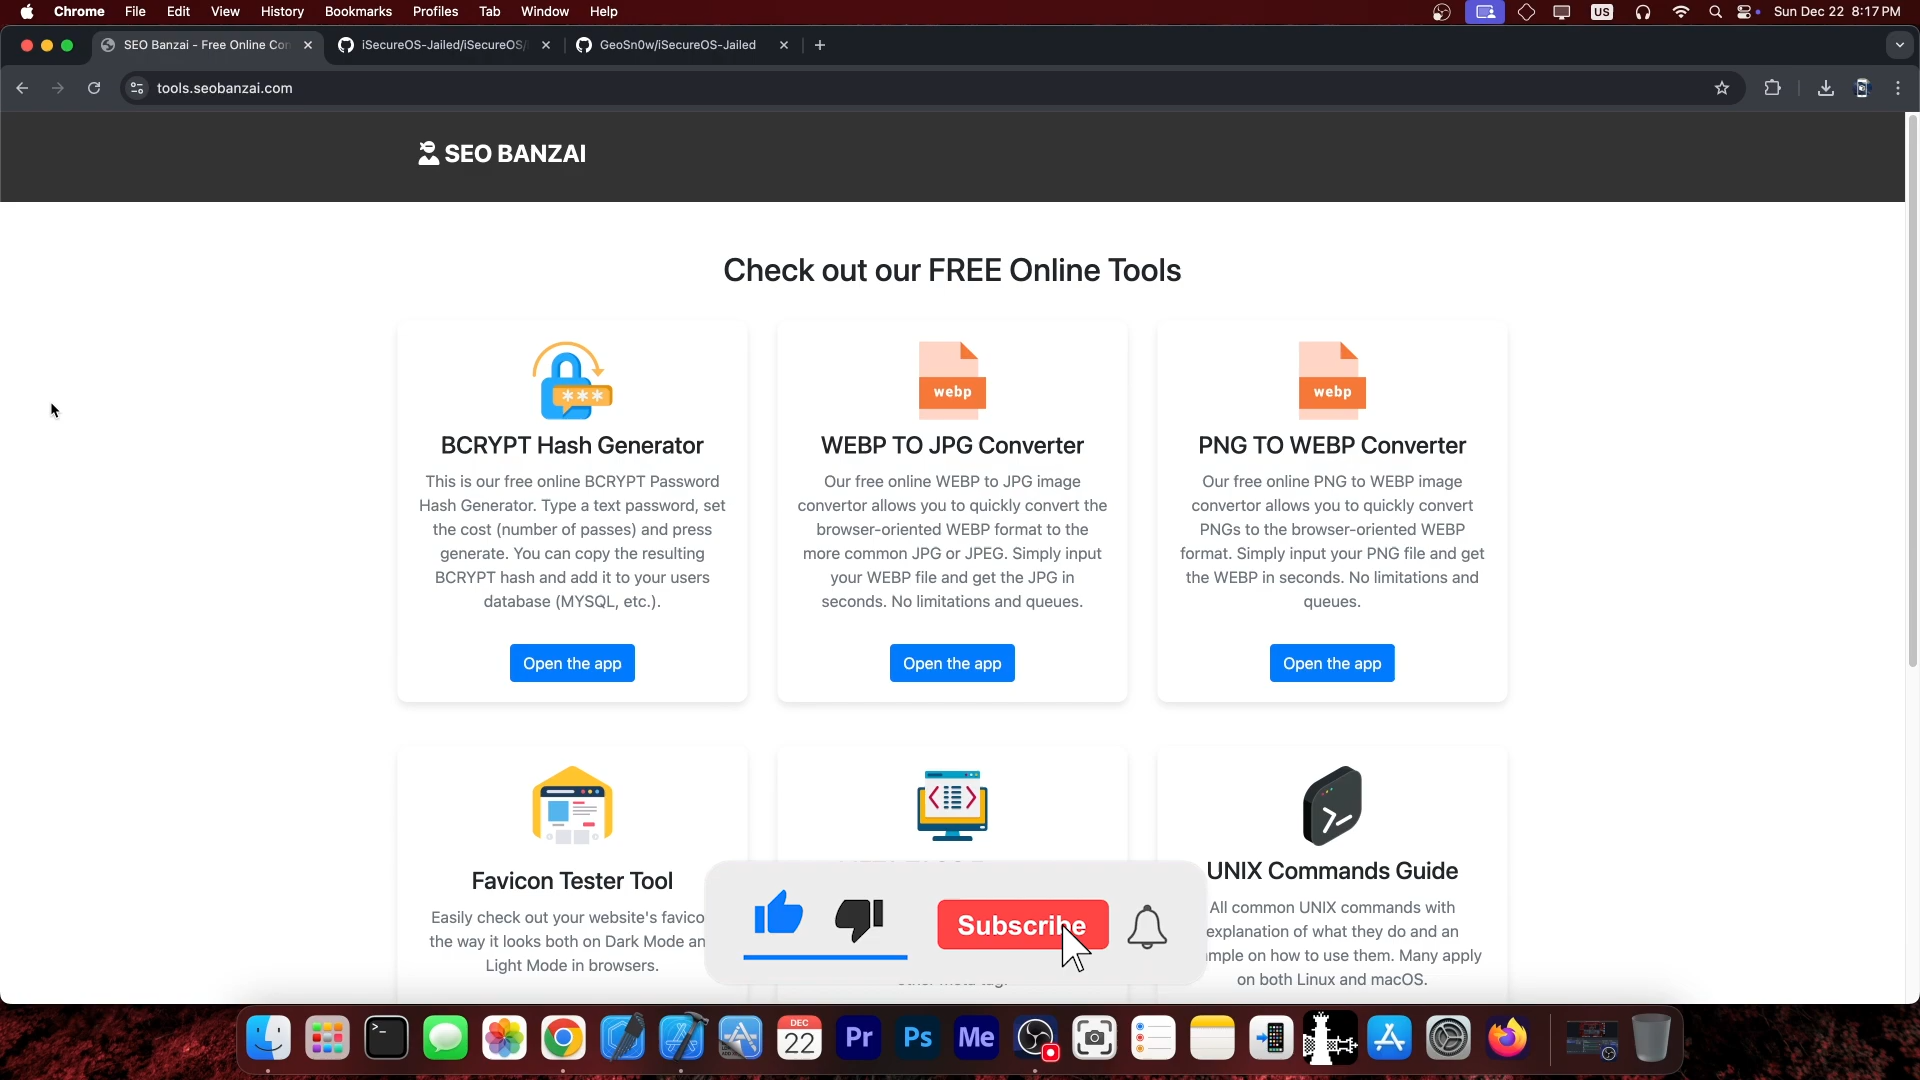 Chrome File Edit View History Bookmarks Profiles Tab Window Help US Sun Dec 22 8:17 PM
SEO Banzai - Free Online Con iSecureOS-Jailed/iSecureOS/ GeoSn0w/iSecureOS-Jailed
tools.seobanzai.com
SEO BANZAI
Check out our FREE Online Tools
***
BCRYPT Hash Generator
This is our free online BCRYPT Password
Hash Generator. Type a text password, set
the cost (number of passes) and press
generate. You can copy the resulting
BCRYPT hash and add it to your users
database (MYSQL, etc.).
Open the app
webp
WEBP TO JPG Converter
Our free online WEBP to JPG image
convertor allows you to quickly convert the
browser-oriented WEBP format to the
more common JPG or JPEG. Simply input
your WEBP file and get the JPG in
seconds. No limitations and queues.
Open the app
webp
PNG TO WEBP Converter
Our free online PNG to WEBP image
convertor allows you to quickly convert
PNGs to the browser-oriented WEBP
format. Simply input your PNG file and get
the WEBP in seconds. No limitations and
queues.
Open the app
Favicon Tester Tool
Easily check out your website's favico
the way it looks both on Dark Mode an
Light Mode in browsers.
UNIX Commands Guide
All common UNIX commands with
explanation of what they do and an
mple on how to use them. Many apply
on both Linux and macOS.
Subscribe
DEC
22
Pr
Ps
Me